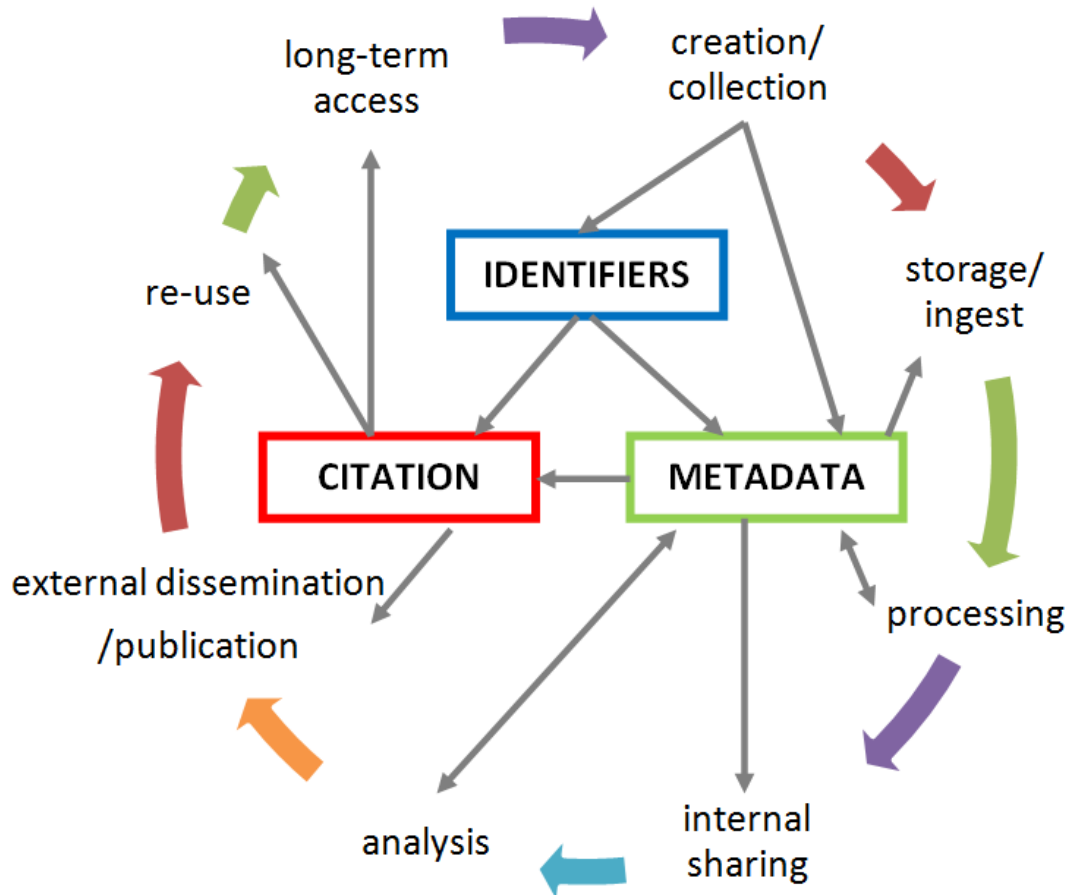 long-term
access
creation/
collection
IDENTIFIERS
storage/
ingest
re-use
CITATION
METADATA
external dissemination
/publication
processing
analysis
internal
sharing